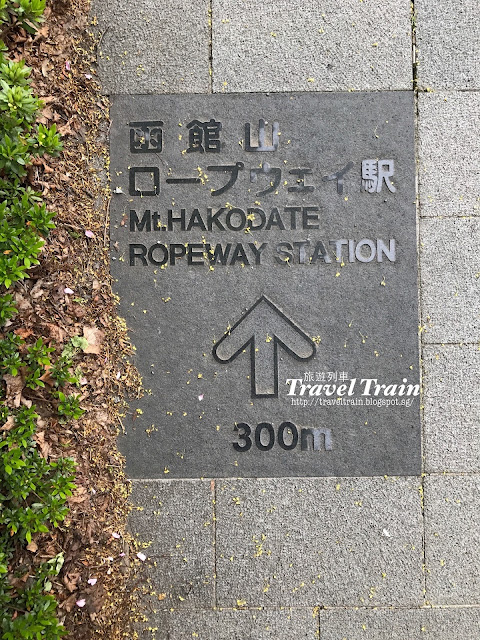 函館山
ロープウェイ駅
Mt.HAKODATE
ROPEWAY STATION
旅遊列車
Travel Train
http://traveltrain.blogspot.sg/
300m